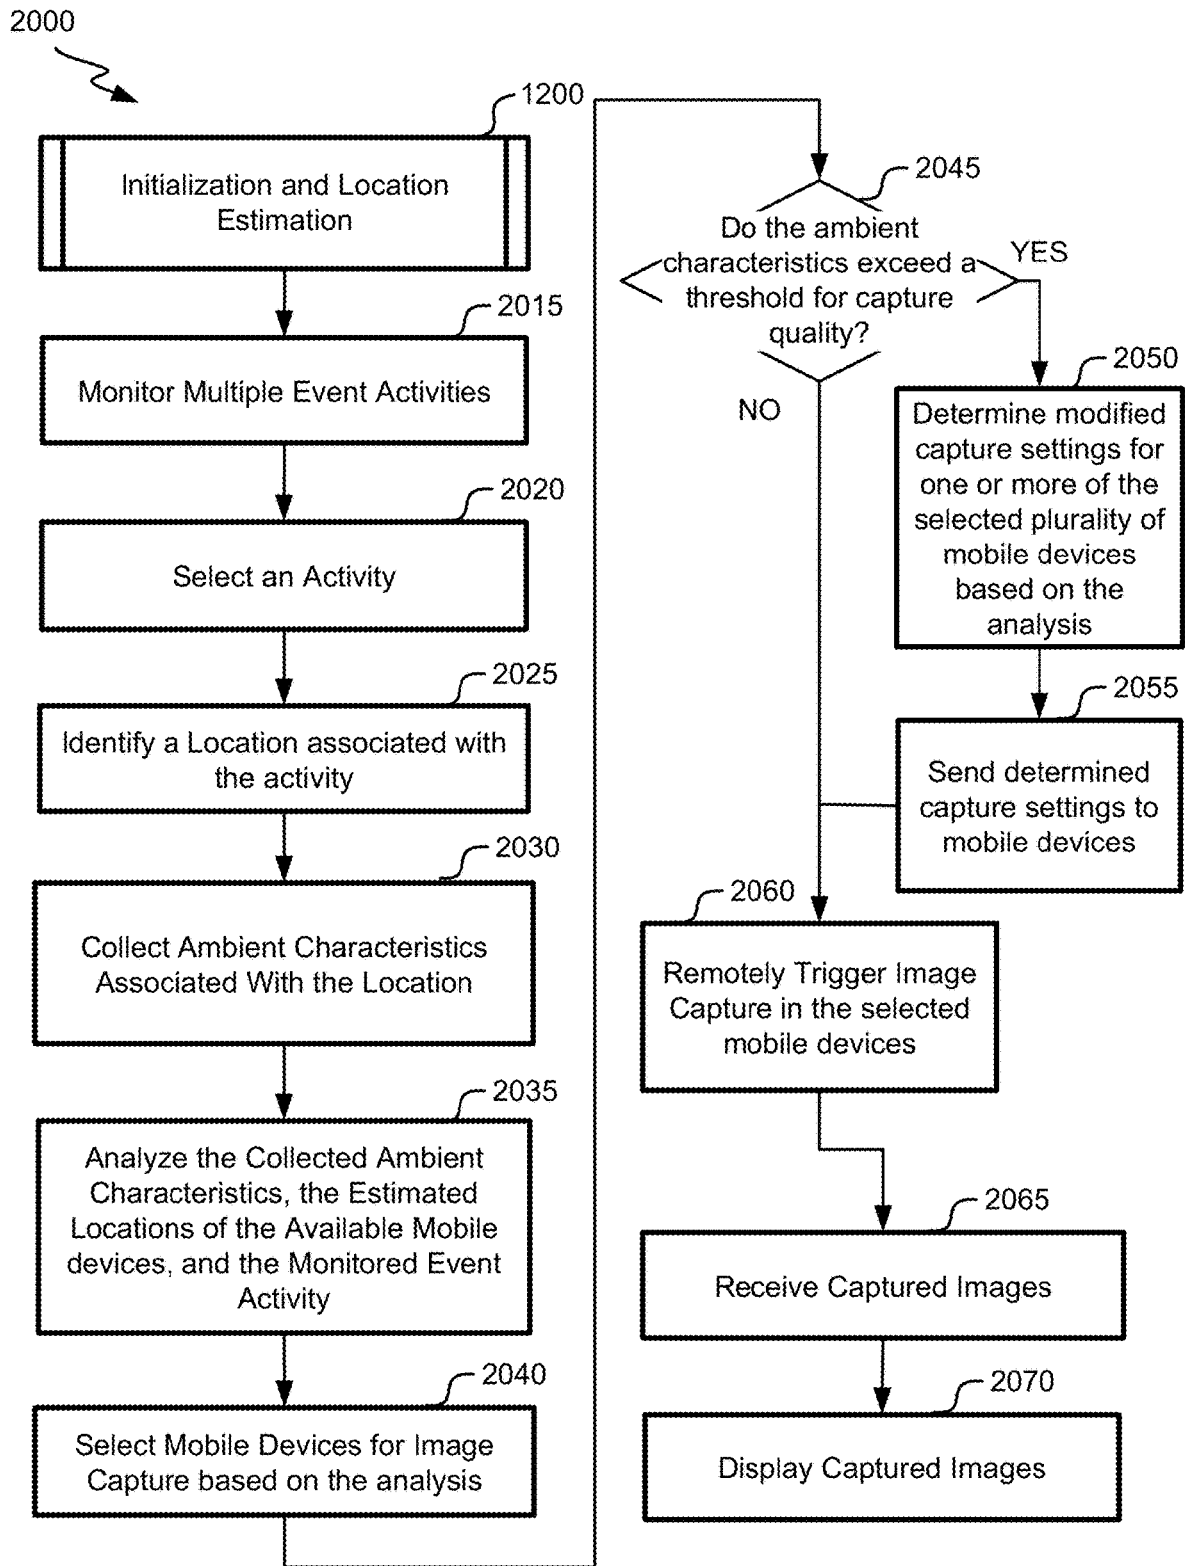 2000
1200
Initialization and Location
Estimation
2015
Monitor Multiple Event Activities
2020
Select an Activity
2025
Identify a Location associated with
the activity
2030
Collect Ambient Characteristics
Associated With the Location
2035
Analyze the Collected Ambient
Characteristics, the Estimated
Locations of the Available Mobile
devices, and the Monitored Event
Activity
2040
Select Mobile Devices for Image
Capture based on the analysis
2045
Do the ambient
characteristics exceed a
threshold for capture
quality?
YES
NO
2050
Determine modified
capture settings for
one or more of the
selected plurality of
mobile devices
based on the
analysis
2055
Send determined
capture settings to
mobile devices
2060
Remotely Trigger Image
Capture in the selected
mobile devices
2065
Receive Captured Images
2070
Display Captured Images